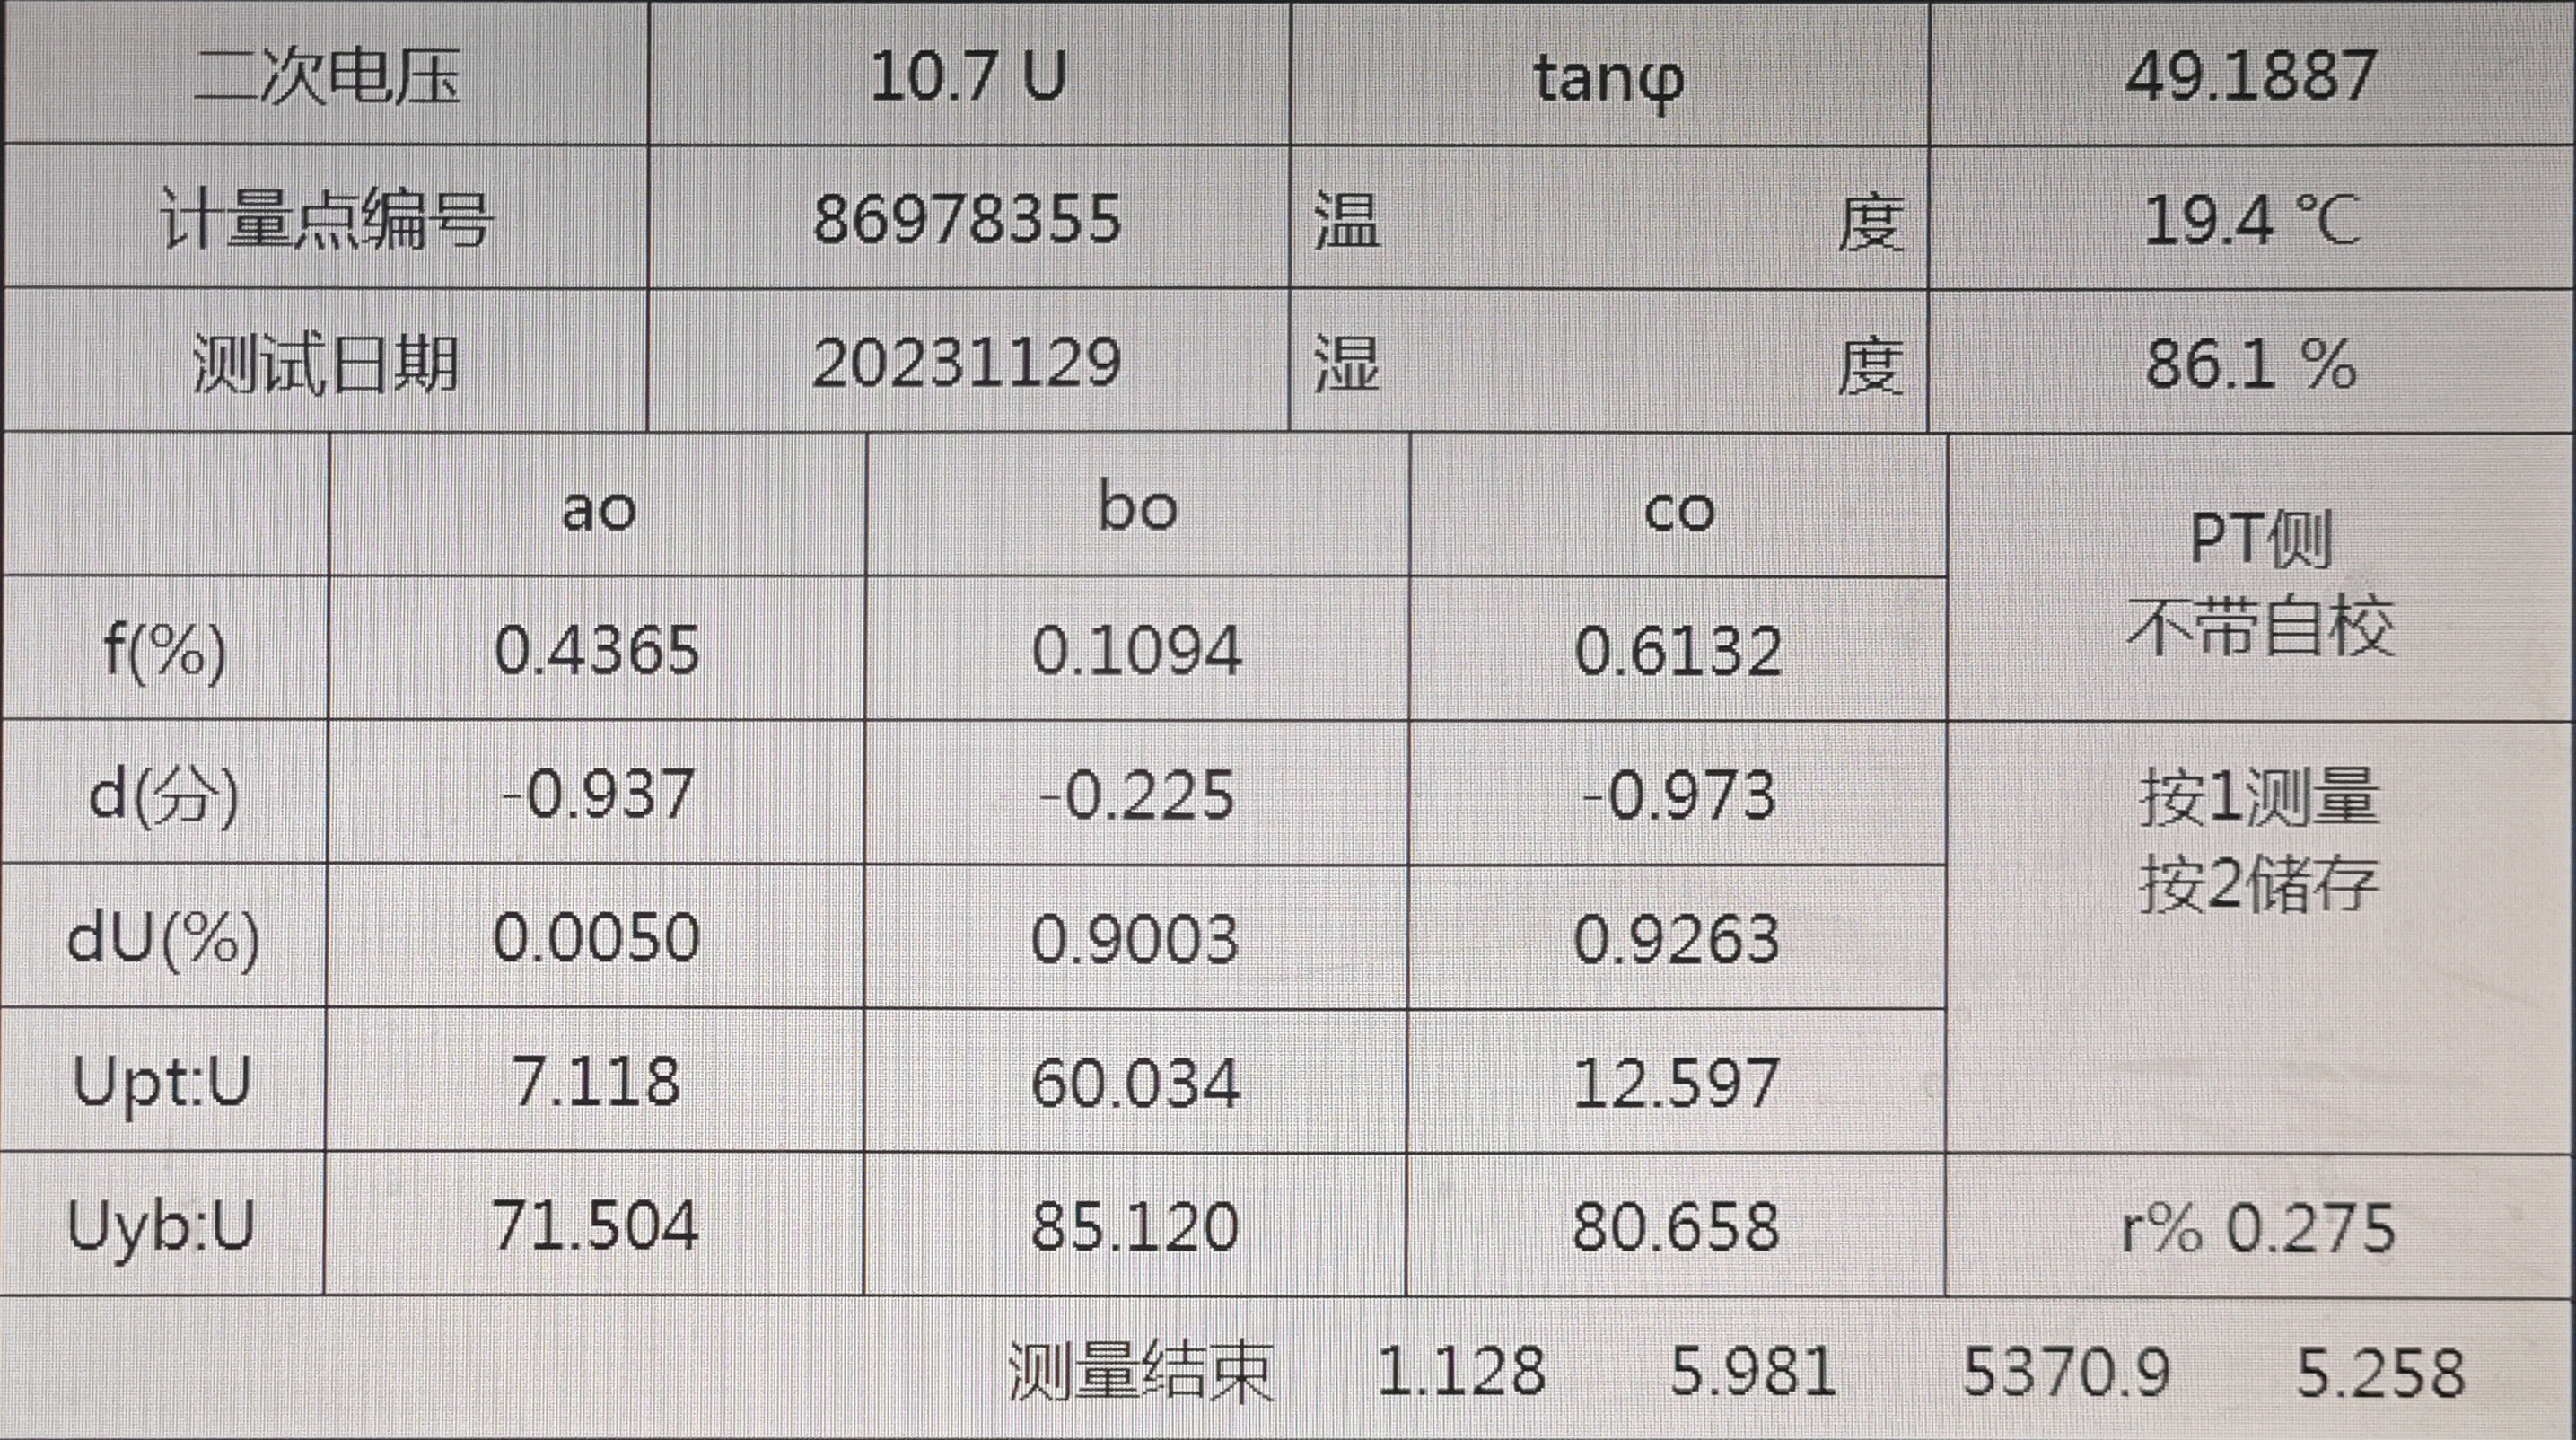 二次电压 10.7 U tanφ 49.1887
计量点编号 86978355 温 度 19.4 ℃
测试日期 20231129 湿 度 86.1 %
ao bo co PT侧
不带自校
f(%) 0.4365 0.1094 0.6132
d(分) -0.937 -0.225 -0.973 按1测量
按2储存
dU(%) 0.0050 0.9003 0.9263
Upt:U 7.118 60.034 12.597
Uyb:U 71.504 85.120 80.658 r% 0.275
测量结束 1.128 5.981 5370.9 5.258